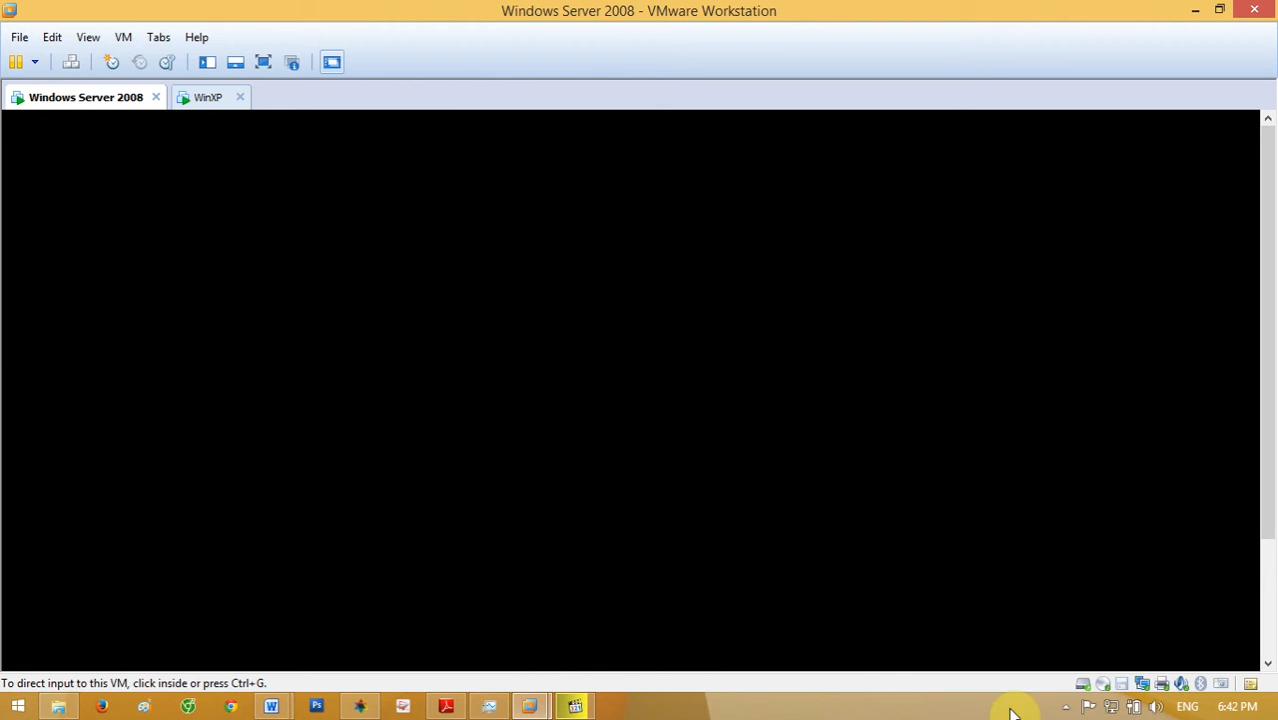 Windows Server 2008 - VMware Workstation
File Edit View VM Tabs Help
Windows Server 2008 WinXP
To direct input to this VM, click inside or press Ctrl+G.
ENG 6:42 PM